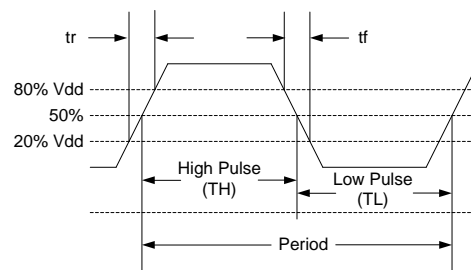 tr
tf
80% Vdd
50%
20% Vdd
High Pulse
(TH)
Low Pulse
(TL)
Period